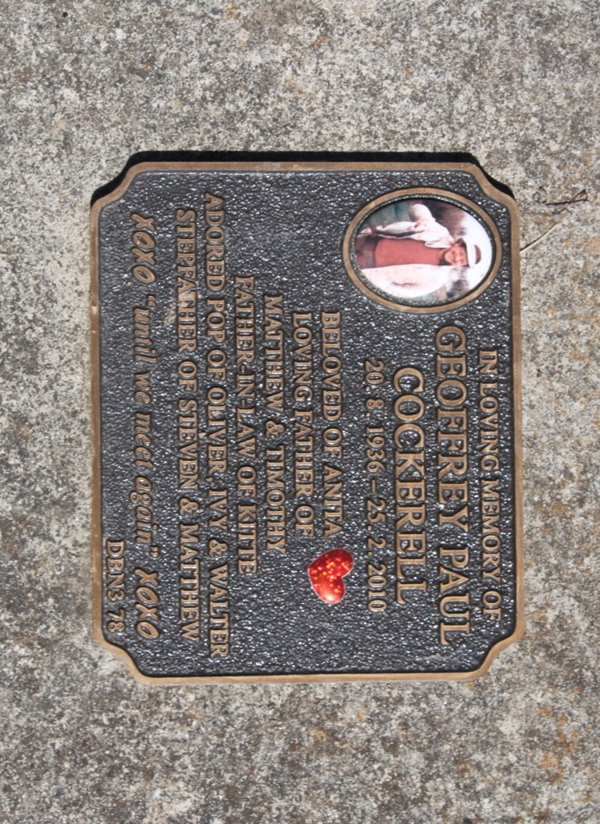 IN LOVING MEMORY OF
GEOFFREY PAUL
COCKERELL
20. 8. 1936 – 25. 2. 2010
BELOVED OF ANITA
LOVING FATHER OF
MATTHEW & TIMOTHY
FATHER-IN-LAW OF KITTE
ADORED POP OF OLIVER, IVY & WALTER
STEPFATHER OF STEVEN & MATTHEW
XOXO "until we meet again" XOXO
DBN3 78